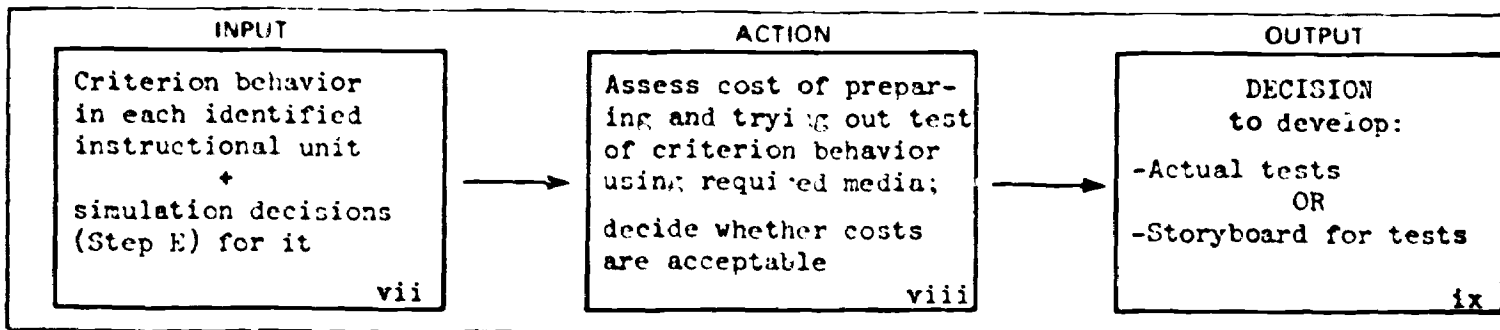 INPUT
Criterion behavior
in each identified
instructional unit
+
simulation decisions
(Step E) for it
vii
ACTION
Assess cost of prepar-
ing and trying out test
of criterion behavior
using required media;
decide whether costs
are acceptable
viii
OUTPUT
DECISION
to develop:
-Actual tests
OR
-Storyboard for tests
ix